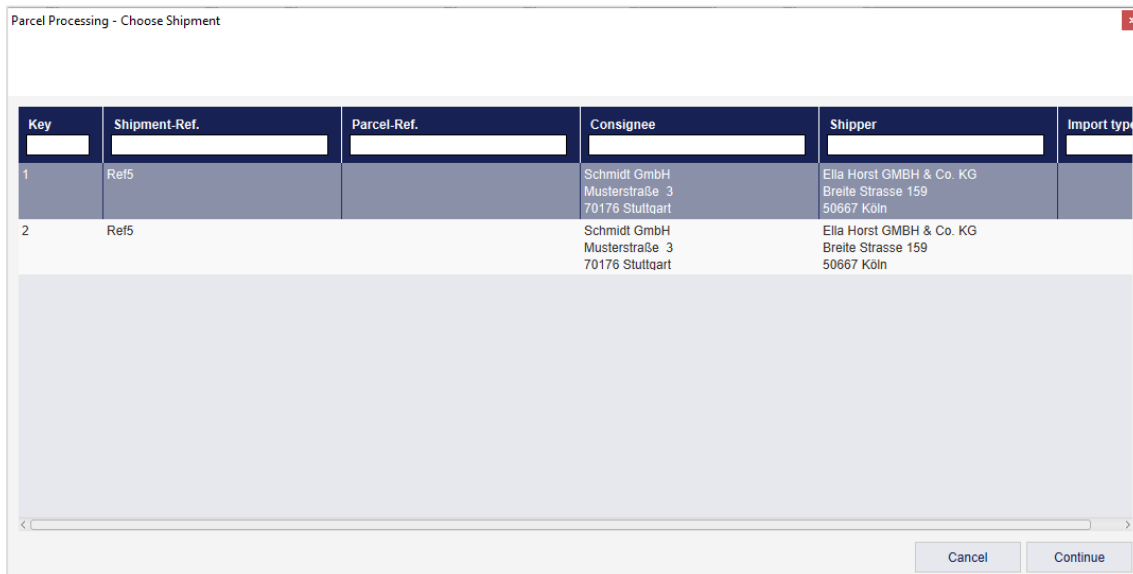 Parcel Processing - Choose Shipment
Key Shipment-Ref. Parcel-Ref. Consignee Shipper Import type
1 Ref5 Schmidt GmbH Ella Horst GMBH & Co. KG
Musterstraße 3 Breite Strasse 159
70176 Stuttgart 50667 Köln
2 Ref5 Schmidt GmbH Ella Horst GMBH & Co. KG
Musterstraße 3 Breite Strasse 159
70176 Stuttgart 50667 Köln
Cancel Continue